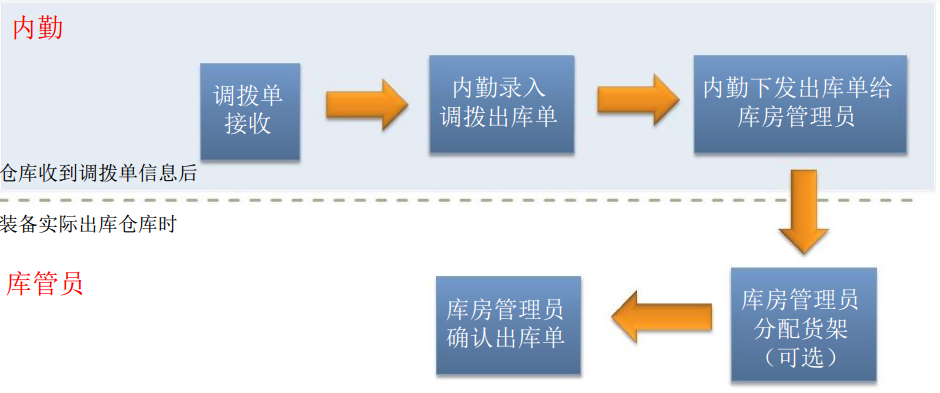 内勤
调拨单
接收
内勤录入
调拨出库单
内勤下发出库单给
库房管理员
仓库收到调拨单信息后
装备实际出库仓库时
库管员
库房管理员
确认出库单
库房管理员
分配货架
（可选）